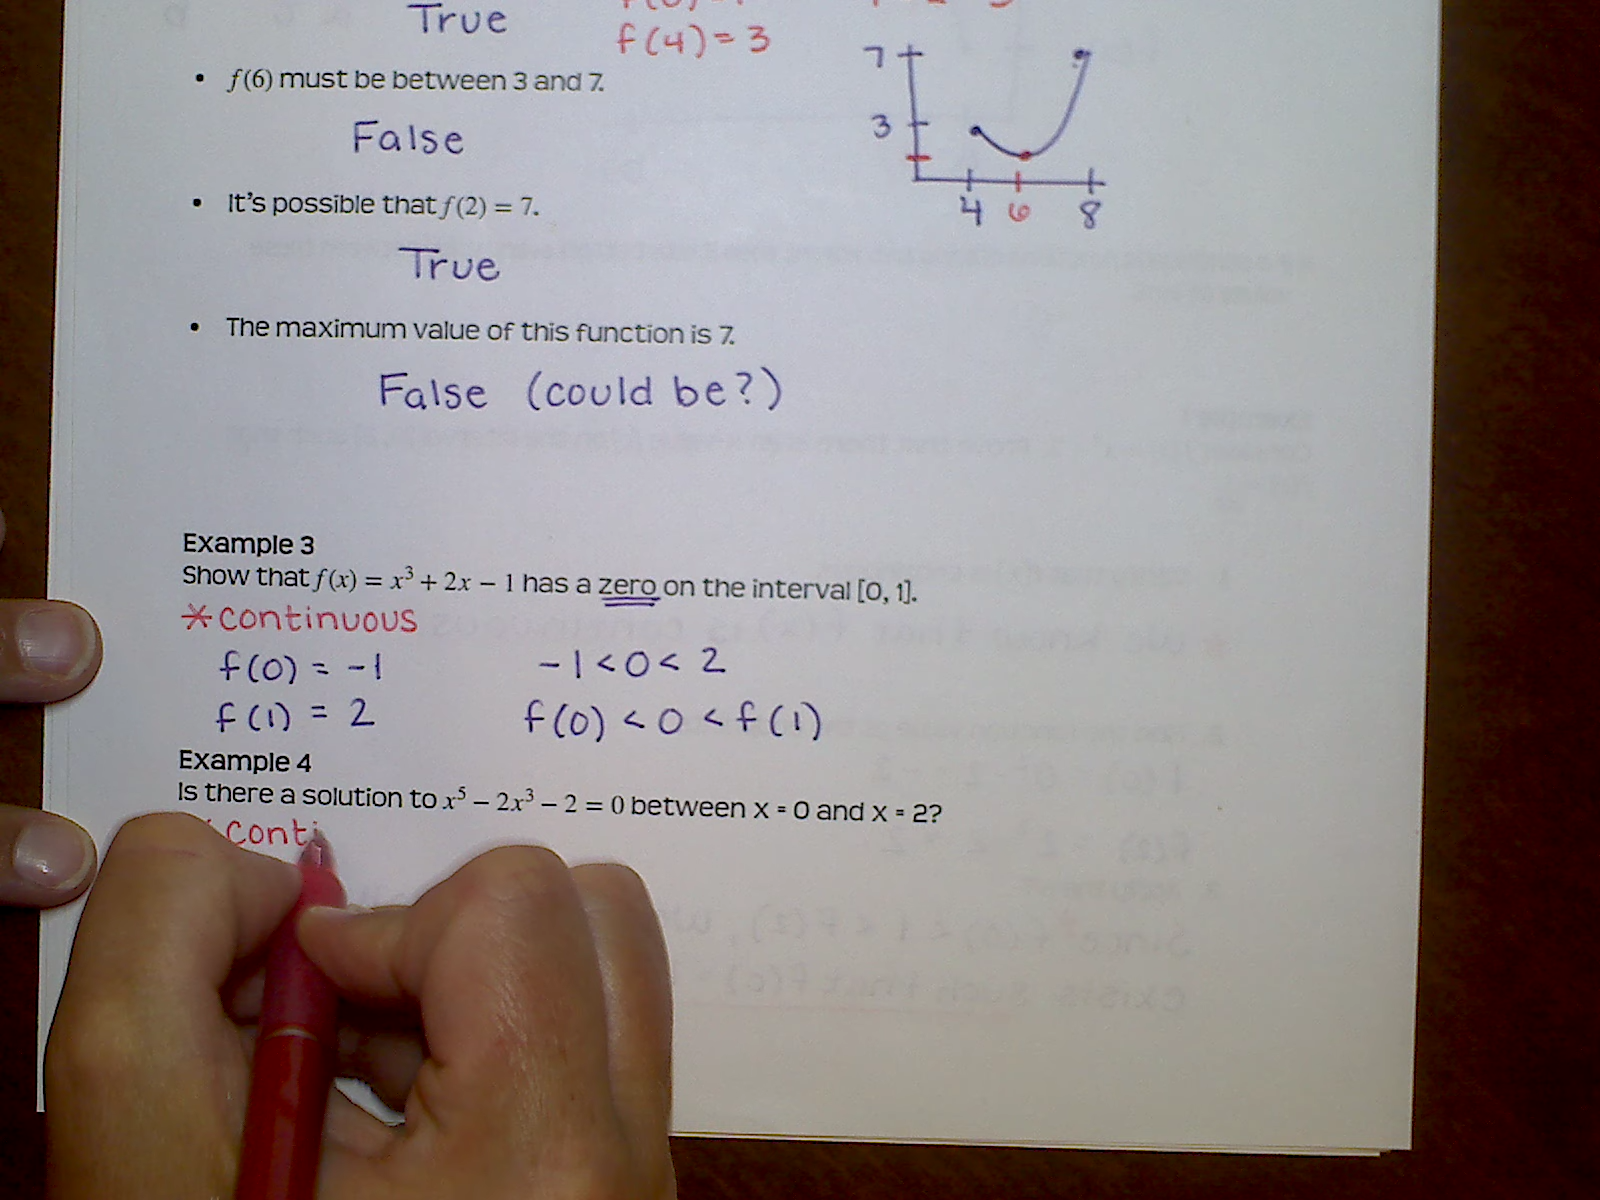 True
f(4) = 3
• f(6) must be between 3 and 7.
False
7
3
4 6 8
• It's possible that f(2) = 7.
True
• The maximum value of this function is 7.
False (could be?)
Example 3
Show that f(x) = x³ + 2x − 1 has a zero on the interval [0, 1].
*continuous
f(0) = -1 -1 < 0 < 2
f(1) = 2 f(0) < 0 < f(1)
Example 4
Is there a solution to x⁵ − 2x³ − 2 = 0 between x = 0 and x = 2?
conti